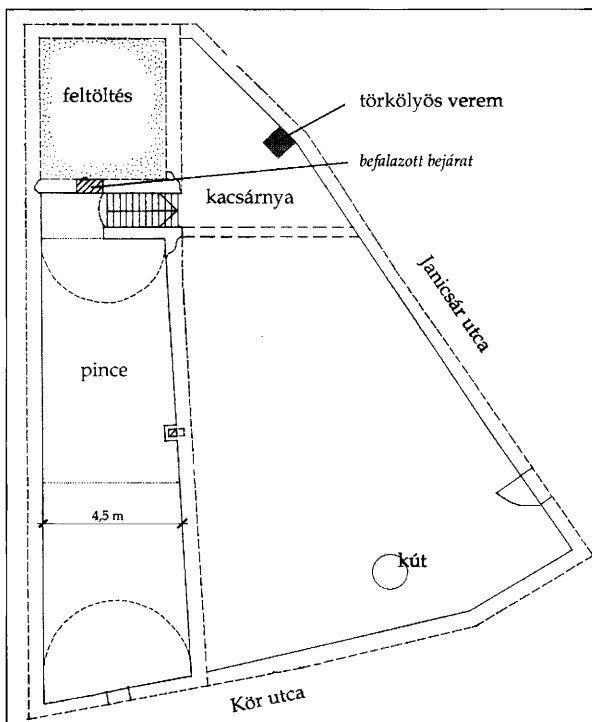 feltöltés
törkölyös verem
befalazott bejárat
kacsárnya
Janicsár utca
pince
4,5 m
kút
Kör utca